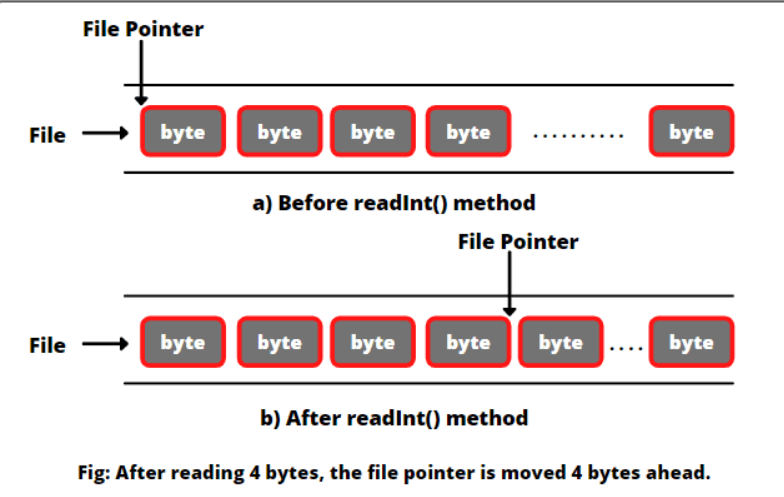 File Pointer
File byte byte byte byte .......... byte
a) Before readInt() method
File Pointer
File byte byte byte byte byte .... byte
b) After readInt() method
Fig: After reading 4 bytes, the file pointer is moved 4 bytes ahead.